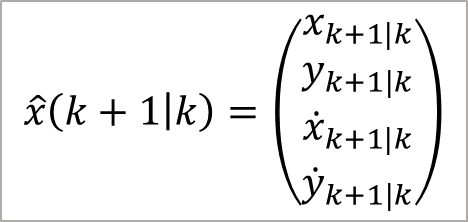 x̂(k + 1|k) = (x_{k+1|k}
y_{k+1|k}
ẋ_{k+1|k}
ẏ_{k+1|k})